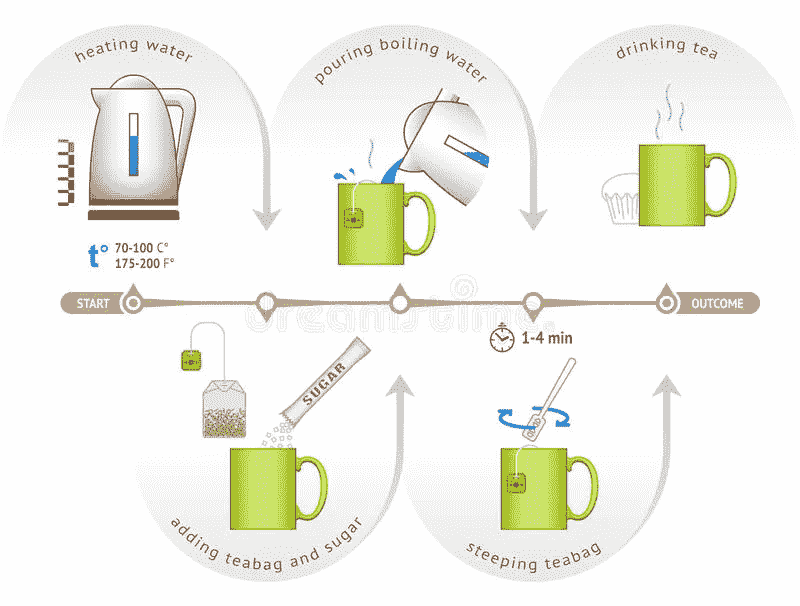 heating water
pouring boiling water
drinking tea
t° 70-100 C°
175-200 F°
START
OUTCOME
dreamstime.
1-4 min
SUGAR
adding teabag and sugar
steeping teabag